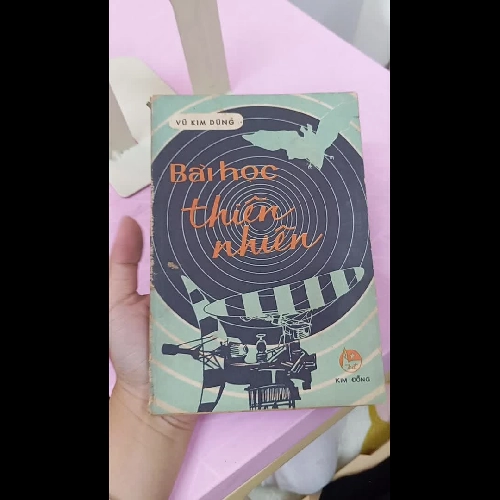 VŨ KIM DŨNG
Bài học
thiên
nhiên
KIM ĐỒNG